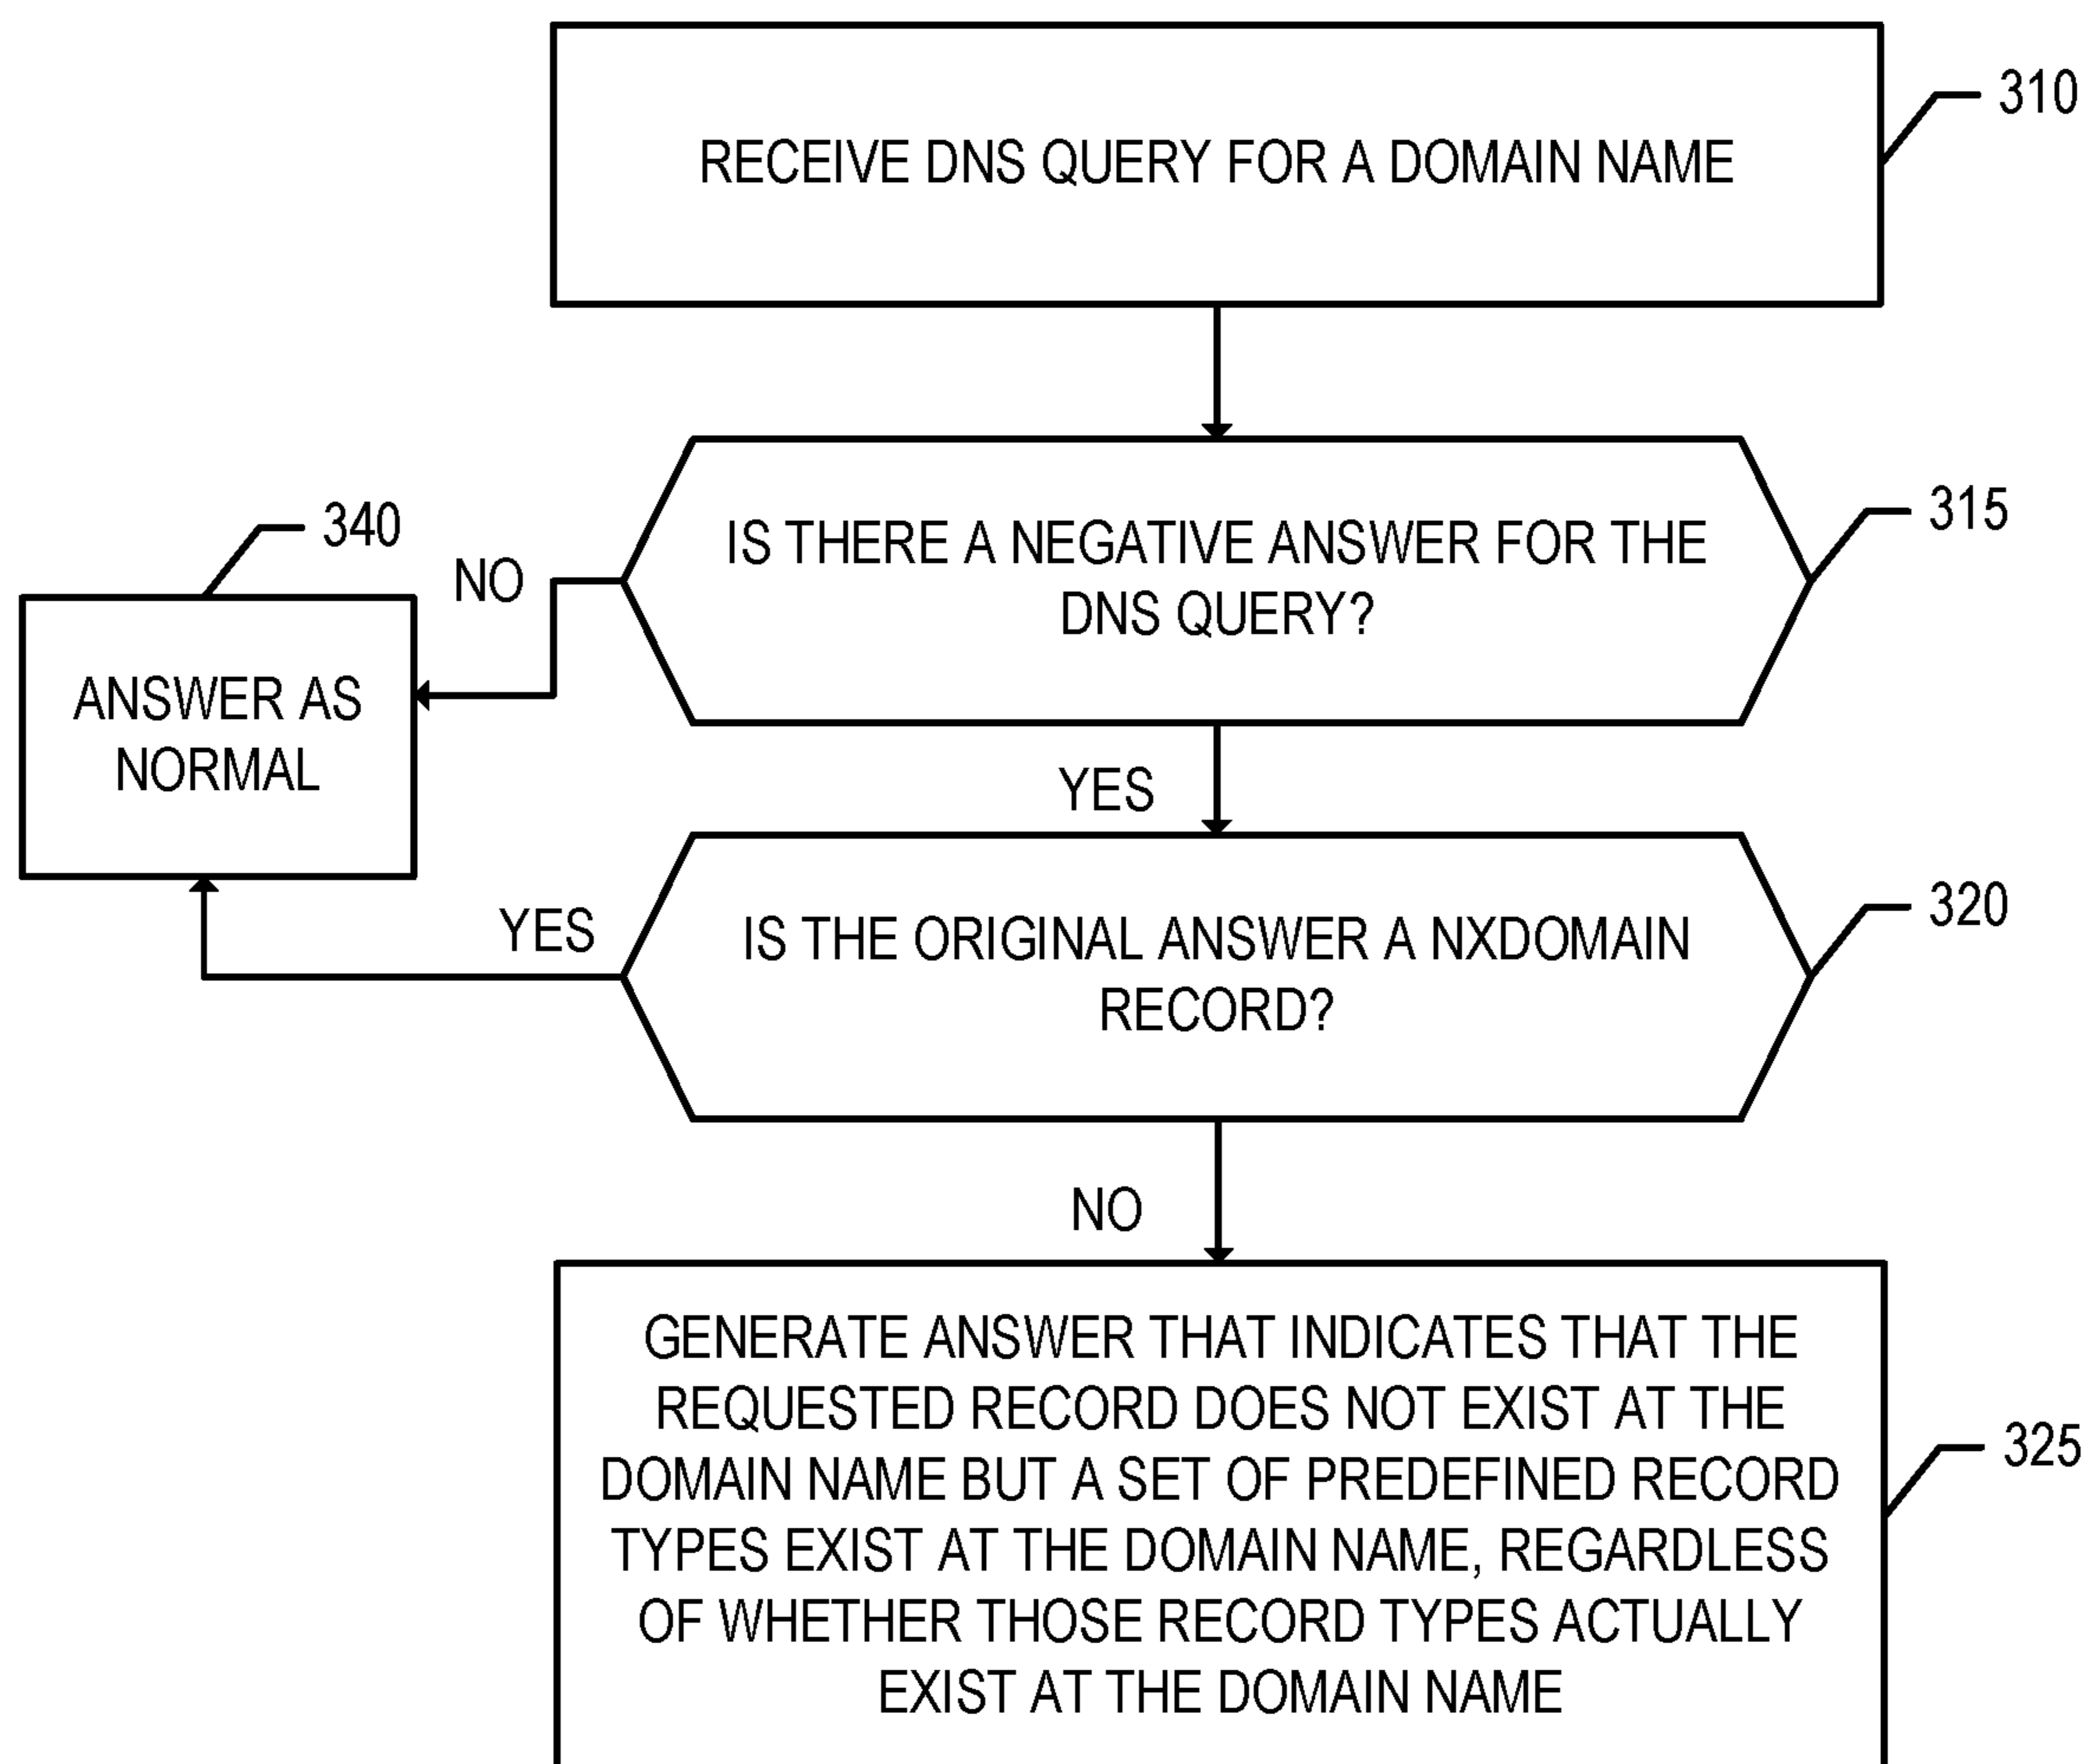 RECEIVE DNS QUERY FOR A DOMAIN NAME
310
IS THERE A NEGATIVE ANSWER FOR THE
DNS QUERY?
315
340
NO
ANSWER AS
NORMAL
YES
IS THE ORIGINAL ANSWER A NXDOMAIN
RECORD?
320
YES
NO
GENERATE ANSWER THAT INDICATES THAT THE
REQUESTED RECORD DOES NOT EXIST AT THE
DOMAIN NAME BUT A SET OF PREDEFINED RECORD
TYPES EXIST AT THE DOMAIN NAME, REGARDLESS
OF WHETHER THOSE RECORD TYPES ACTUALLY
EXIST AT THE DOMAIN NAME
325